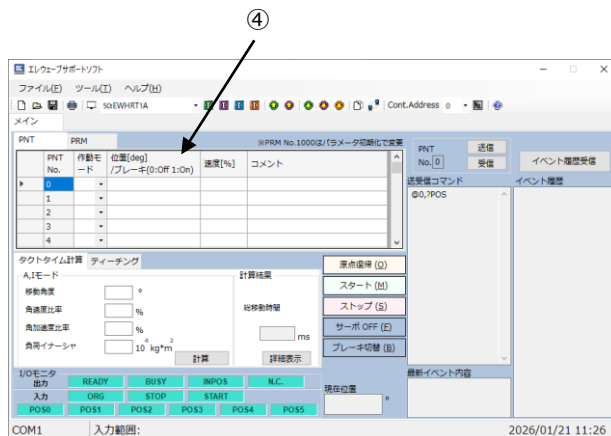 ④
エレウェーブサポートソフト
ファイル(F) ツール(T) ヘルプ(H)
50:EWHRT1A Cont.Address 0
メイン
PNT PRM ※PRM No.1000はパラメータ初期化で変更
PNT No. 動作モード 位置[deg] /ブレーキ(0:Off 1:On) 速度[%] コメント
0
1
2
3
4
PNT 送信
No. 0 受信
イベント履歴受信
送受信コマンド
@0,?POS
イベント履歴
タクトタイム計算 ティーチング
A,Iモード
移動角度 °
角速度比率 %
角加速度比率 %
負荷イナーシャ 10⁻⁶ kg*m²
計算
計算結果
総移動時間
ms
詳細表示
原点復帰 (O)
スタート (M)
ストップ (S)
サーボ OFF (F)
ブレーキ切替 (B)
I/Oモニタ
出力 READY BUSY INPOS N.C.
入力 ORG STOP START
POS0 POS1 POS2 POS3 POS4 POS5
現在位置
°
最新イベント内容
COM1 入力範囲: 2026/01/21 11:26